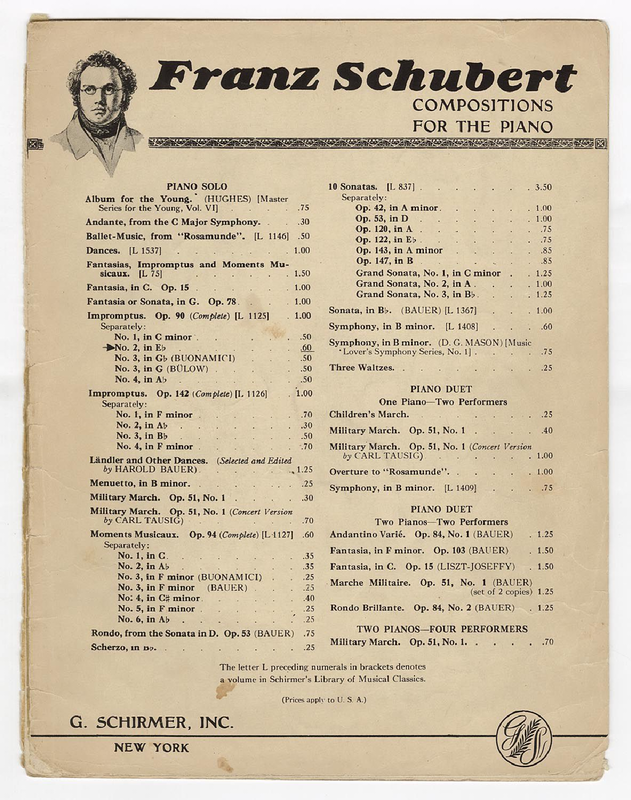 Franz Schubert
COMPOSITIONS
FOR THE PIANO
PIANO SOLO
Album for the Young. (HUGHES) [Master
Series for the Young, Vol. VI] . . .75
Andante, from the C Major Symphony. . . .30
Ballet-Music, from "Rosamunde". [L 1146] .50
Dances. [L 1537] . . . . . . . 1.00
Fantasias, Impromptus and Moments Mu-
sicaux. [L 75] . . . . . . . 1.50
Fantasia, in C. Op. 15 . . . . . 1.00
Fantasia or Sonata, in G. Op. 78 . . . 1.00
Impromptus. Op. 90 (Complete) [L 1125] . 1.00
Separately:
No. 1, in C minor . . . . . . .50
No. 2, in E♭ . . . . . . . .60
No. 3, in G♭ (BUONAMICI) . . . . .50
No. 3, in G (BÜLOW) . . . . . .50
No. 4, in A♭ . . . . . . . .50
Impromptus. Op. 142 (Complete) [L 1126] . 1.00
Separately:
No. 1, in F minor . . . . . . .70
No. 2, in A♭ . . . . . . . .30
No. 3, in B♭ . . . . . . . .50
No. 4, in F minor . . . . . . .70
Ländler and Other Dances. (Selected and Edited
by HAROLD BAUER) . . . . . . 1.25
Menuetto, in B minor. . . . . . .25
Military March. Op. 51, No. 1 . . . . .30
Military March. Op. 51, No. 1 (Concert Version
by CARL TAUSIG) . . . . . . .70
Moments Musicaux. Op. 94 (Complete) [L 1127] .60
Separately:
No. 1, in C . . . . . . . .35
No. 2, in A♭ . . . . . . . .35
No. 3, in F minor (BUONAMICI) . . . .25
No. 3, in F minor (BAUER) . . . . .25
No. 4, in C♯ minor . . . . . . .40
No. 5, in F minor . . . . . . .25
No. 6, in A♭ . . . . . . . .25
Rondo, from the Sonata in D. Op. 53 (BAUER) .75
Scherzo, in B♭. . . . . . . . .25
10 Sonatas. [L 837] . . . . . . . 3.50
Separately:
Op. 42, in A minor . . . . . . 1.00
Op. 53, in D . . . . . . . 1.00
Op. 120, in A . . . . . . . .75
Op. 122, in E♭ . . . . . . . .75
Op. 143, in A minor . . . . . . .85
Op. 147, in B . . . . . . . .85
Grand Sonata, No. 1, in C minor . . . 1.25
Grand Sonata, No. 2, in A . . . . . 1.00
Grand Sonata, No. 3, in B♭. . . . . 1.25
Sonata, in B♭. (BAUER) [L 1367] . . . . 1.00
Symphony, in B minor. [L 1408] . . . . .60
Symphony, in B minor. (D. G. MASON) [Music
Lover's Symphony Series, No. 1] . . . . .75
Three Waltzes. . . . . . . . . .25
PIANO DUET
One Piano—Two Performers
Children's March. . . . . . . . .25
Military March. Op. 51, No. 1 . . . . .40
Military March. Op. 51, No. 1 (Concert Version
by CARL TAUSIG) . . . . . . . 1.00
Overture to "Rosamunde". . . . . . 1.00
Symphony, in B minor. [L 1409] . . . . .75
PIANO DUET
Two Pianos—Two Performers
Andantino Varié. Op. 84, No. 1 (BAUER) . 1.25
Fantasia, in F minor. Op. 103 (BAUER) . . 1.50
Fantasia, in C. Op. 15 (LISZT-JOSEFFY) . . 1.50
Marche Militaire. Op. 51, No. 1 (BAUER)
(set of 2 copies) 1.25
Rondo Brillante. Op. 84, No. 2 (BAUER) . . 1.25
TWO PIANOS—FOUR PERFORMERS
Military March. Op. 51, No. 1. . . . . . .70
The letter L preceding numerals in brackets denotes
a volume in Schirmer's Library of Musical Classics.
(Prices apply to U. S. A.)
G. SCHIRMER, INC.
NEW YORK
GS